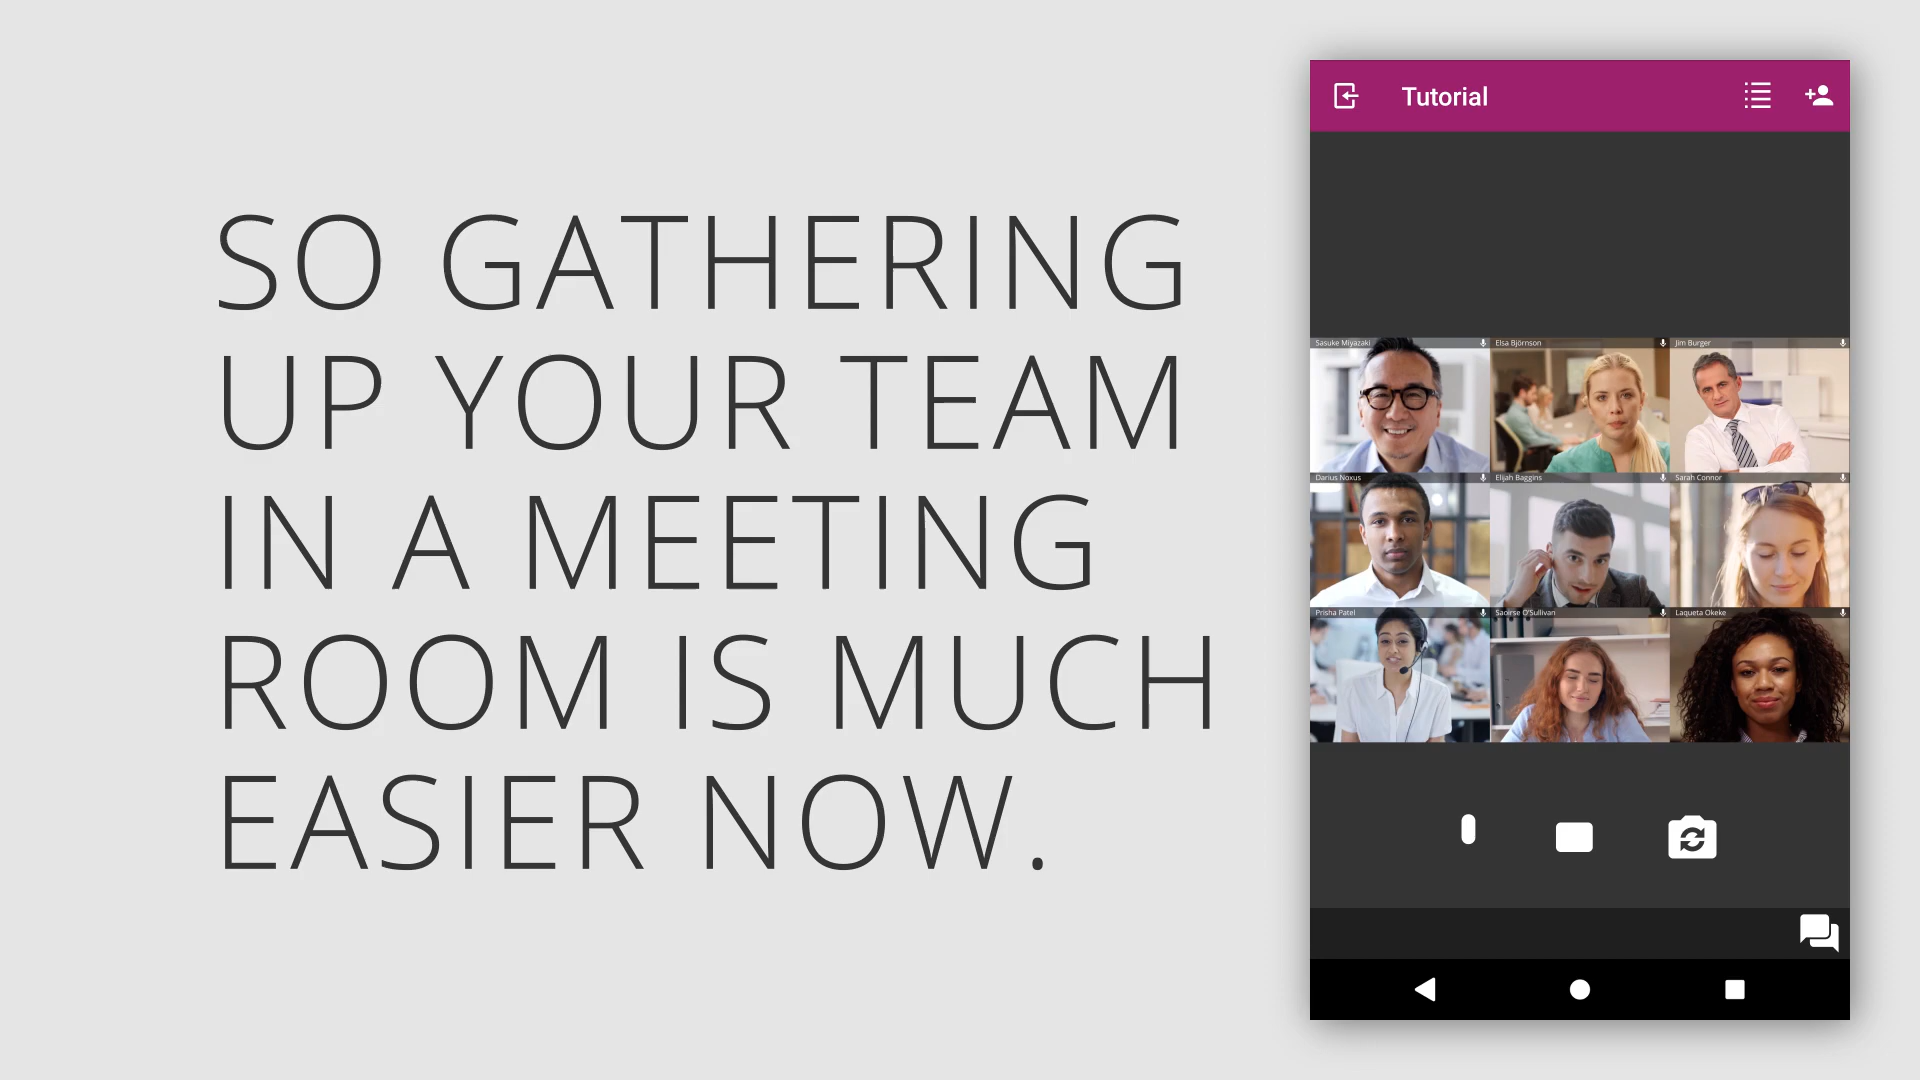 SO GATHERING
UP YOUR TEAM
IN A MEETING
ROOM IS MUCH
EASIER NOW.
Tutorial
Sasuke Miyazaki
Elsa Björnson
Jim Burger
Darius Noxus
Elijah Baggins
Sarah Connor
Prisha Patel
Saoirse O'Sullivan
Laqueta Okeke